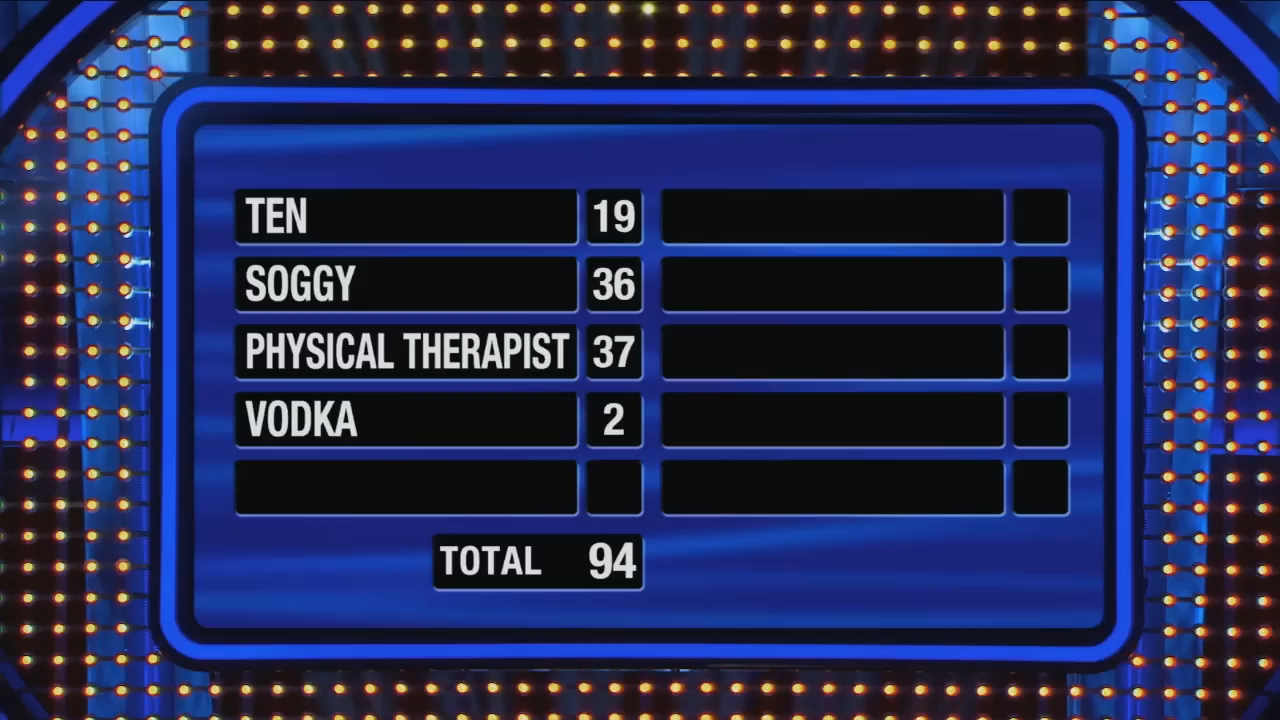 TEN 19
SOGGY 36
PHYSICAL THERAPIST 37
VODKA 2
TOTAL 94